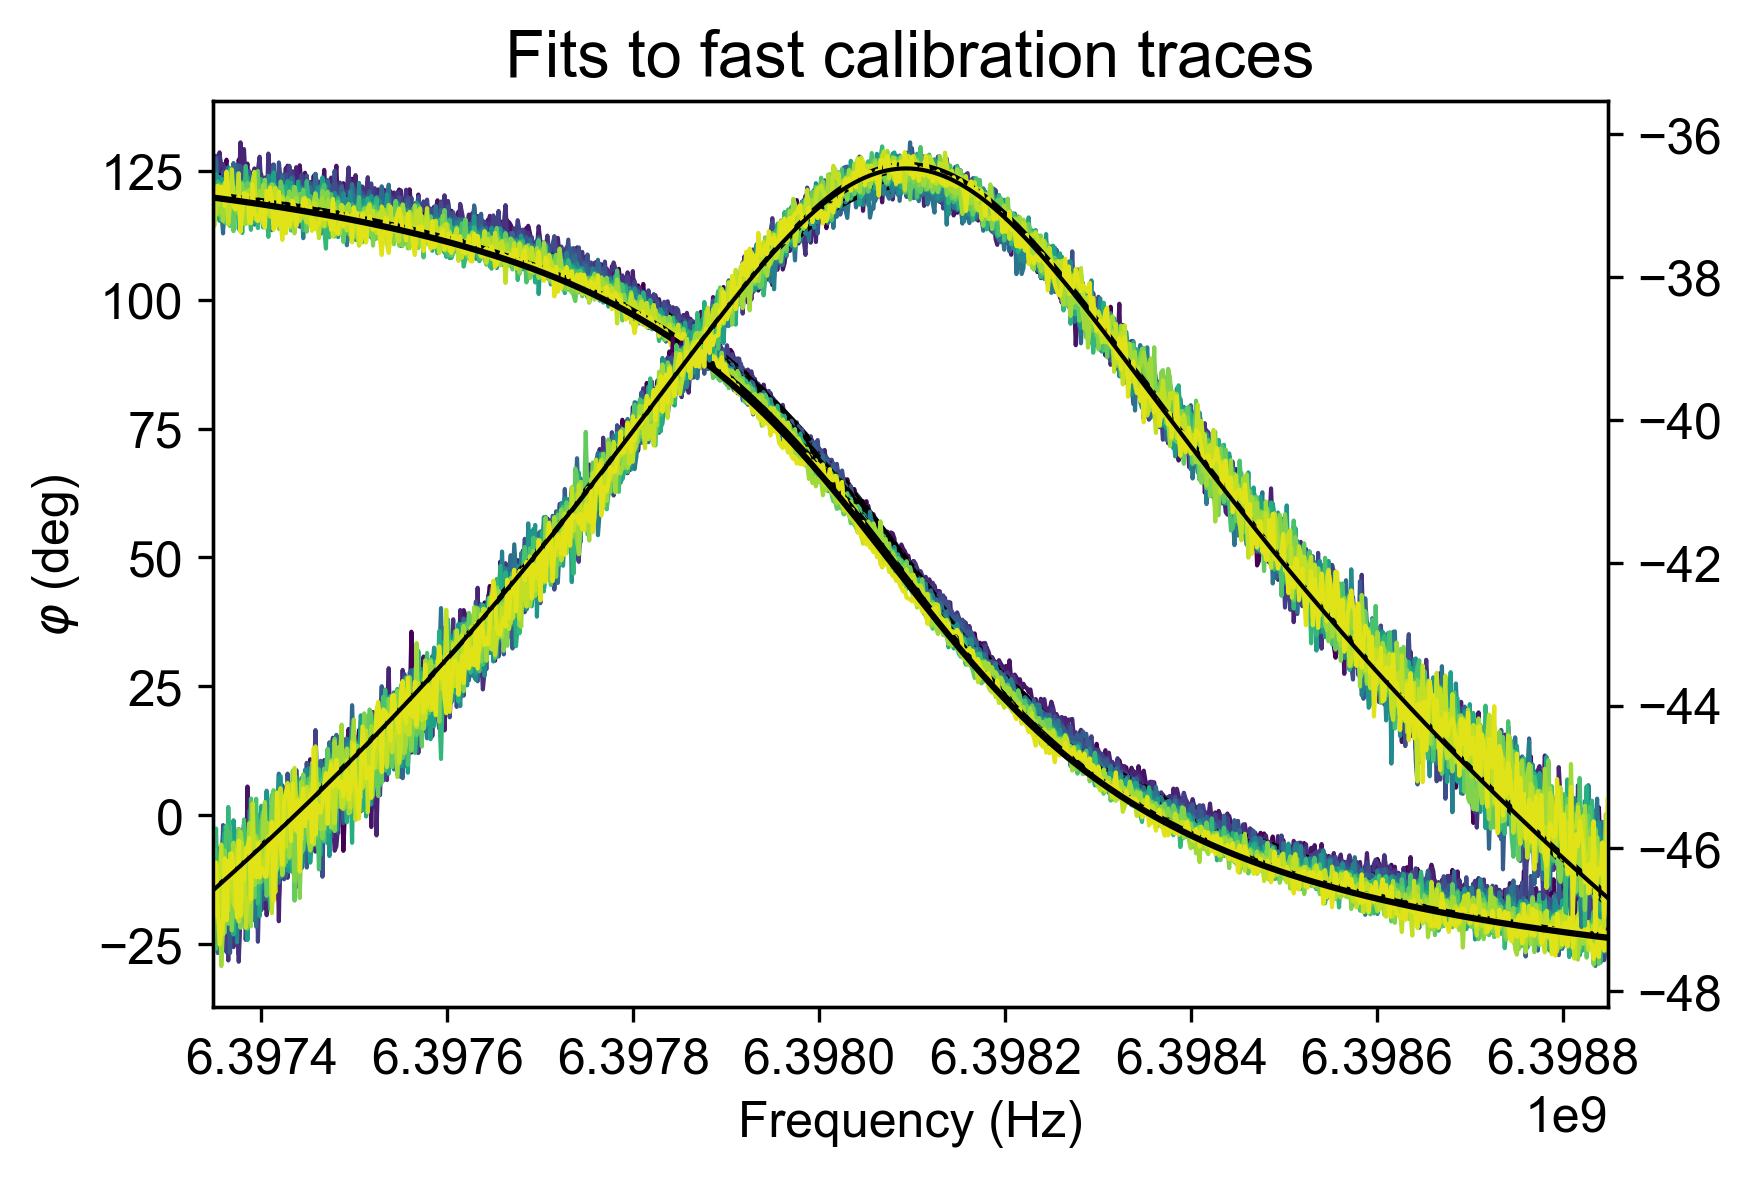 Fits to fast calibration traces
φ (deg)
125
100
75
50
25
0
−25
−36
−38
−40
−42
−44
−46
−48
6.3974 6.3976 6.3978 6.3980 6.3982 6.3984 6.3986 6.3988
1e9
Frequency (Hz)